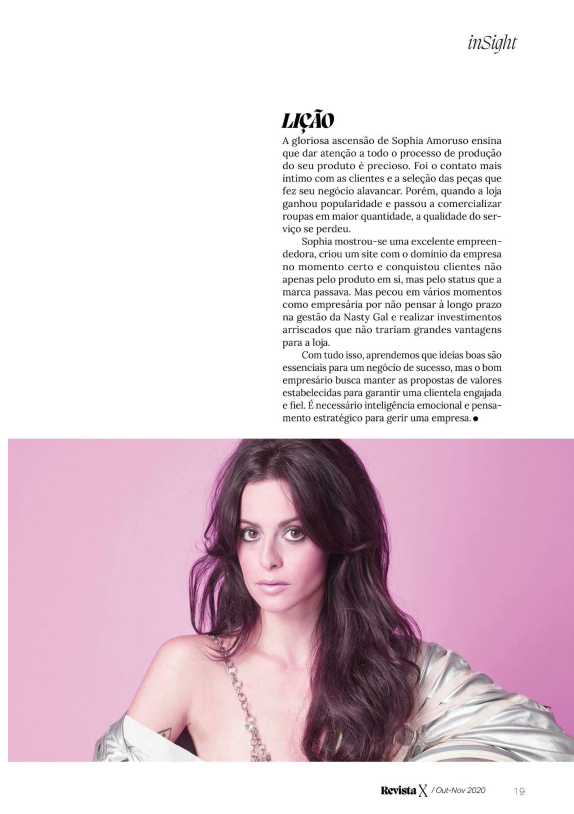 inSight
LIÇÃO
A gloriosa ascensão de Sophia Amoruso ensina
que dar atenção a todo o processo de produção
do seu produto é precioso. Foi o contato mais
íntimo com as clientes e a seleção das peças que
fez seu negócio alavancar. Porém, quando a loja
ganhou popularidade e passou a comercializar
roupas em maior quantidade, a qualidade do ser-
viço se perdeu.
Sophia mostrou-se uma excelente empreen-
dedora, criou um site com o domínio da empresa
no momento certo e conquistou clientes não
apenas pelo produto em si, mas pelo status que a
marca passava. Mas pecou em vários momentos
como empresária por não pensar à longo prazo
na gestão da Nasty Gal e realizar investimentos
arriscados que não trariam grandes vantagens
para a loja.
Com tudo isso, aprendemos que ideias boas são
essenciais para um negócio de sucesso, mas o bom
empresário busca manter as propostas de valores
estabelecidas para garantir uma clientela engajada
e fiel. É necessário inteligência emocional e pensa-
mento estratégico para gerir uma empresa. ●
Revista X / Out-Nov 2020 19